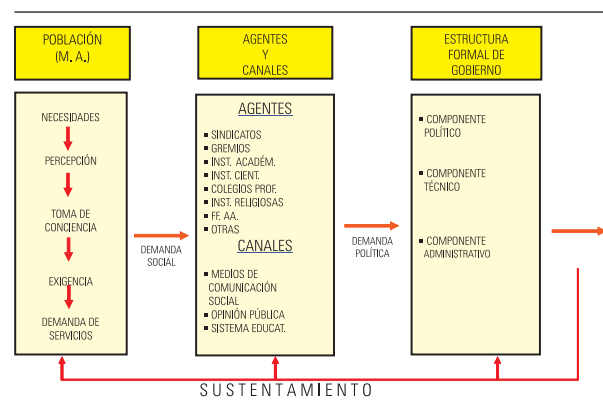 POBLACIÓN
(M. A.)
NECESIDADES
PERCEPCIÓN
TOMA DE
CONCIENCIA
EXIGENCIA
DEMANDA DE
SERVICIOS
DEMANDA
SOCIAL
AGENTES
Y
CANALES
AGENTES
▪ SINDICATOS
▪ GREMIOS
▪ INST. ACADÉM.
▪ INST. CIENT.
▪ COLEGIOS PROF.
▪ INST. RELIGIOSAS
▪ FF. AA.
▪ OTRAS
CANALES
▪ MEDÍOS DE
COMUNICACIÓN
SOCIAL
▪ OPINIÓN PÚBLICA
▪ SISTEMA EDUCAT.
DEMANDA
POLÍTICA
ESTRUCTURA
FORMAL DE
GOBIERNO
▪ COMPONENTE
POLÍTICO
▪ COMPONENTE
TÉCNICO
▪ COMPONENTE
ADMINISTRATIVO
SUSTENTAMIENTO